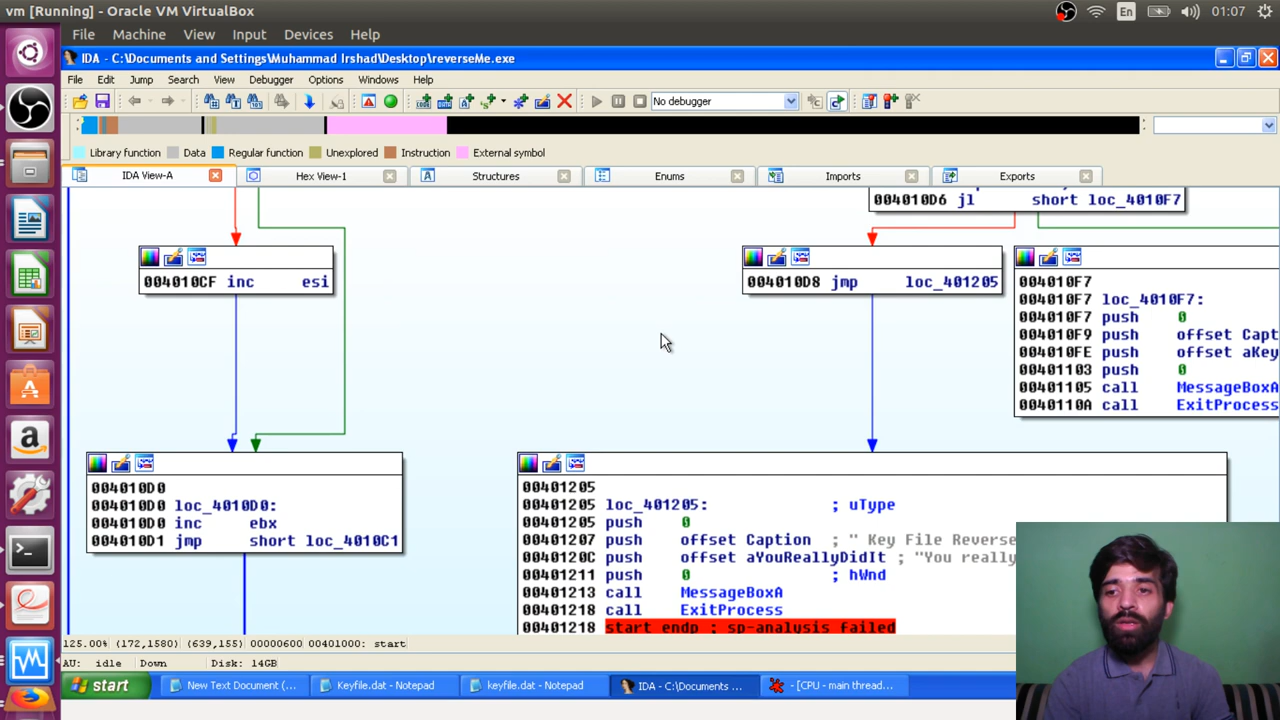 vm [Running] - Oracle VM VirtualBox
En
01:07
File Machine View Input Devices Help
IDA - C:\Documents and Settings\Muhammad Irshad\Desktop\reverseMe.exe
File Edit Jump Search View Debugger Options Windows Help
No debugger
Library function Data Regular function Unexplored Instruction External symbol
IDA View-A Hex View-1 Structures Enums Imports Exports
004010D6 jl short loc_4010F7
004010CF inc esi
004010D8 jmp loc_401205
004010F7
004010F7 loc_4010F7:
004010F7 push 0
004010F9 push offset Capt
004010FE push offset aKey
00401103 push 0
00401105 call MessageBoxA
0040110A call ExitProcess
004010D0
004010D0 loc_4010D0:
004010D0 inc ebx
004010D1 jmp short loc_4010C1
00401205
00401205 loc_401205: ; uType
00401205 push 0
00401207 push offset Caption ; " Key File Reverse
0040120C push offset aYouReallyDidIt ; "You really
00401211 push 0 ; hWnd
00401213 call MessageBoxA
00401218 call ExitProcess
00401218 start endp ; sp-analysis failed
125.00% (172,1580) (639,155) 00000600 00401000: start
AU: idle Down Disk: 14GB
start New Text Document (... Keyfile.dat - Notepad keyfile.dat - Notepad IDA - C:\Documents ... - [CPU - main thread...